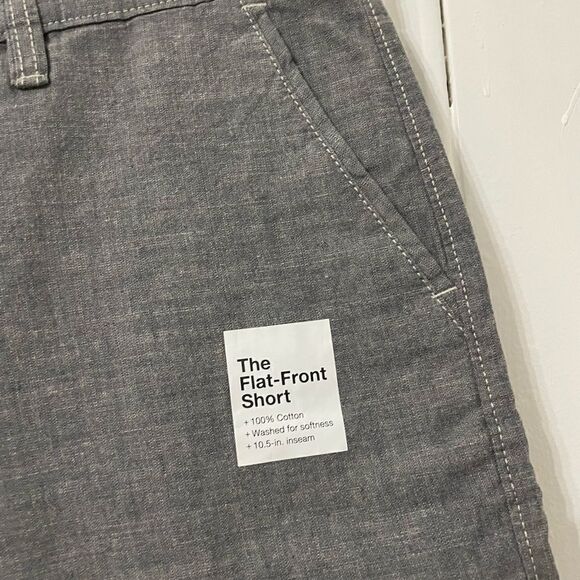 The
Flat-Front
Short
+ 100% Cotton
+ Washed for softness
+ 10.5-in. inseam